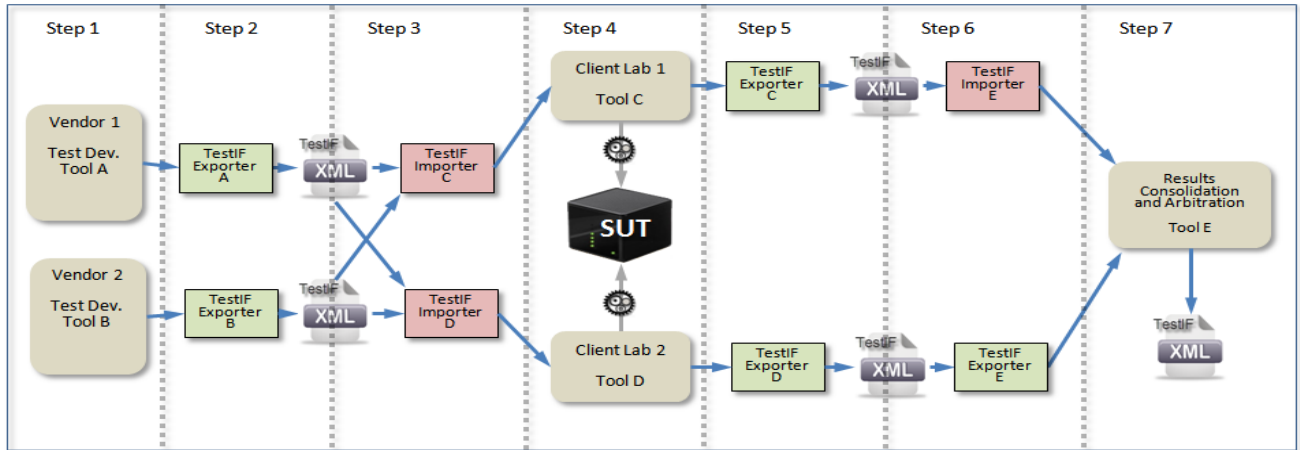 Step 1
Step 2
Step 3
Step 4
Step 5
Step 6
Step 7
Vendor 1
Test Dev.
Tool A
TestIF
Exporter
A
TestIF
XML
TestIF
Importer
C
Client Lab 1
Tool C
TestIF
Exporter
C
TestIF
XML
TestIF
Importer
E
SUT
Results
Consolidation
and Arbitration
Tool E
Vendor 2
Test Dev.
Tool B
TestIF
Exporter
B
TestIF
XML
TestIF
Importer
D
Client Lab 2
Tool D
TestIF
Exporter
D
TestIF
XML
TestIF
Exporter
E
TestIF
XML